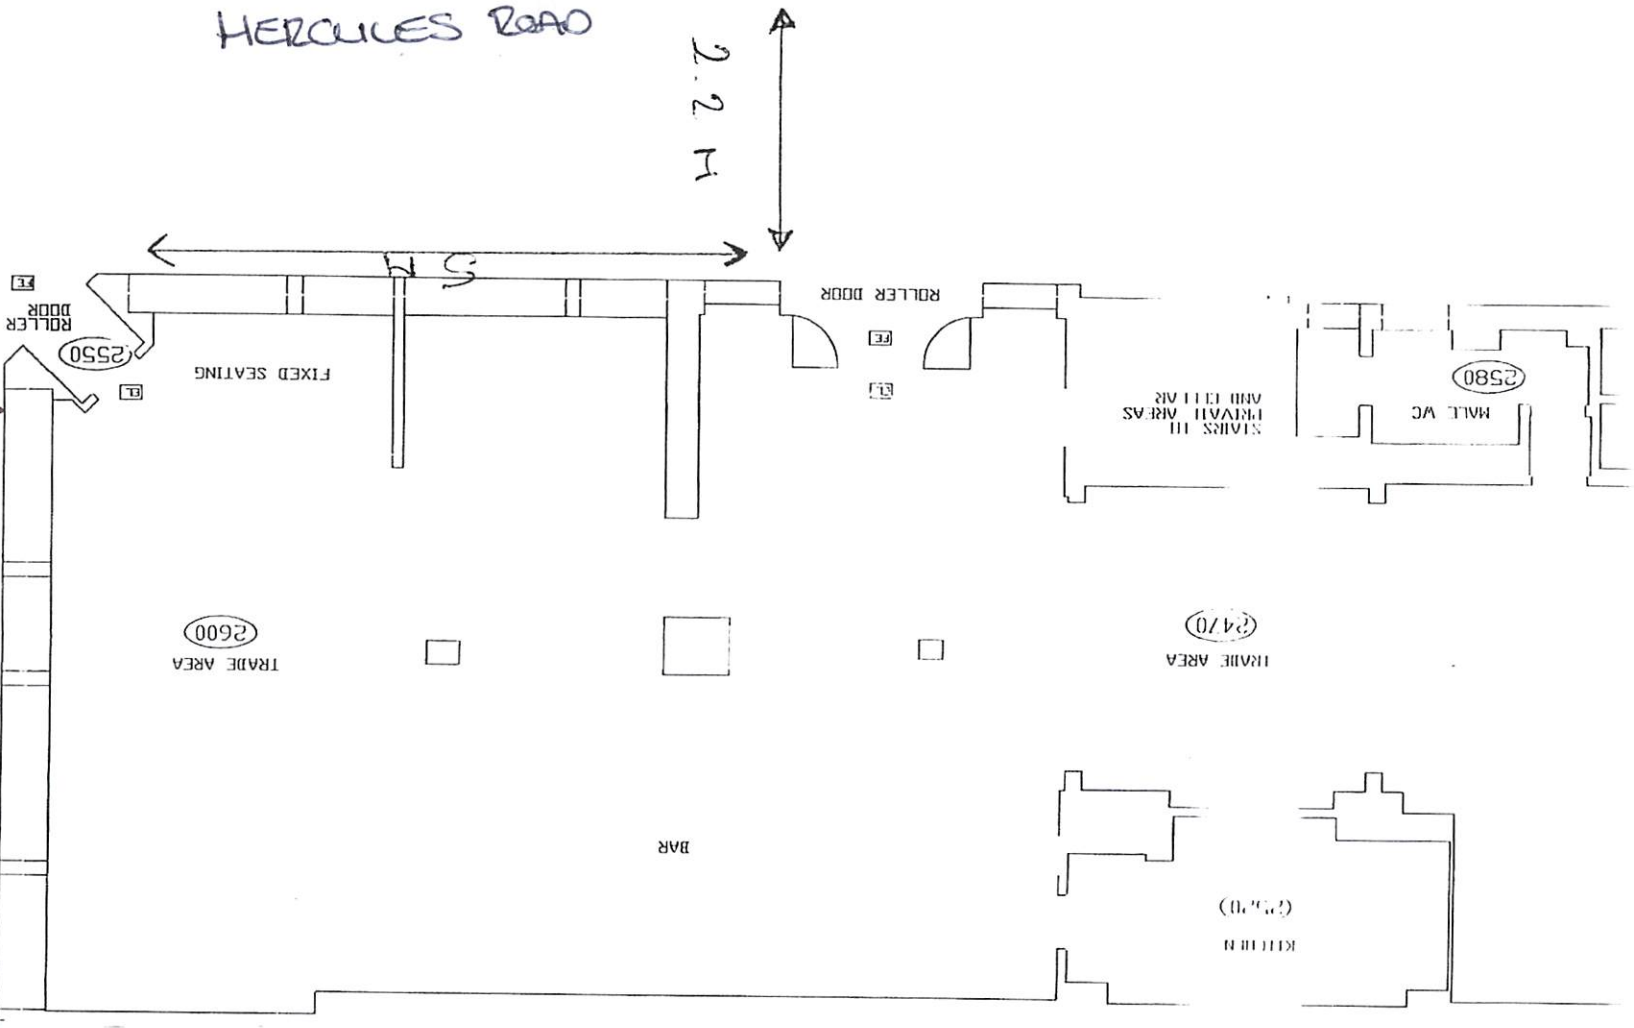 HERCULES ROAD
2.2 M
5 M
FE
ROLLER
DOOR
2550
EL
FIXED SEATING
ROLLER DOOR
FE
EL
STAIRS TO
PRIVATE AREAS
AND CELLAR
MALE WC
2580
TRADE AREA
2600
TRADE AREA
2470
BAR
KITCHEN